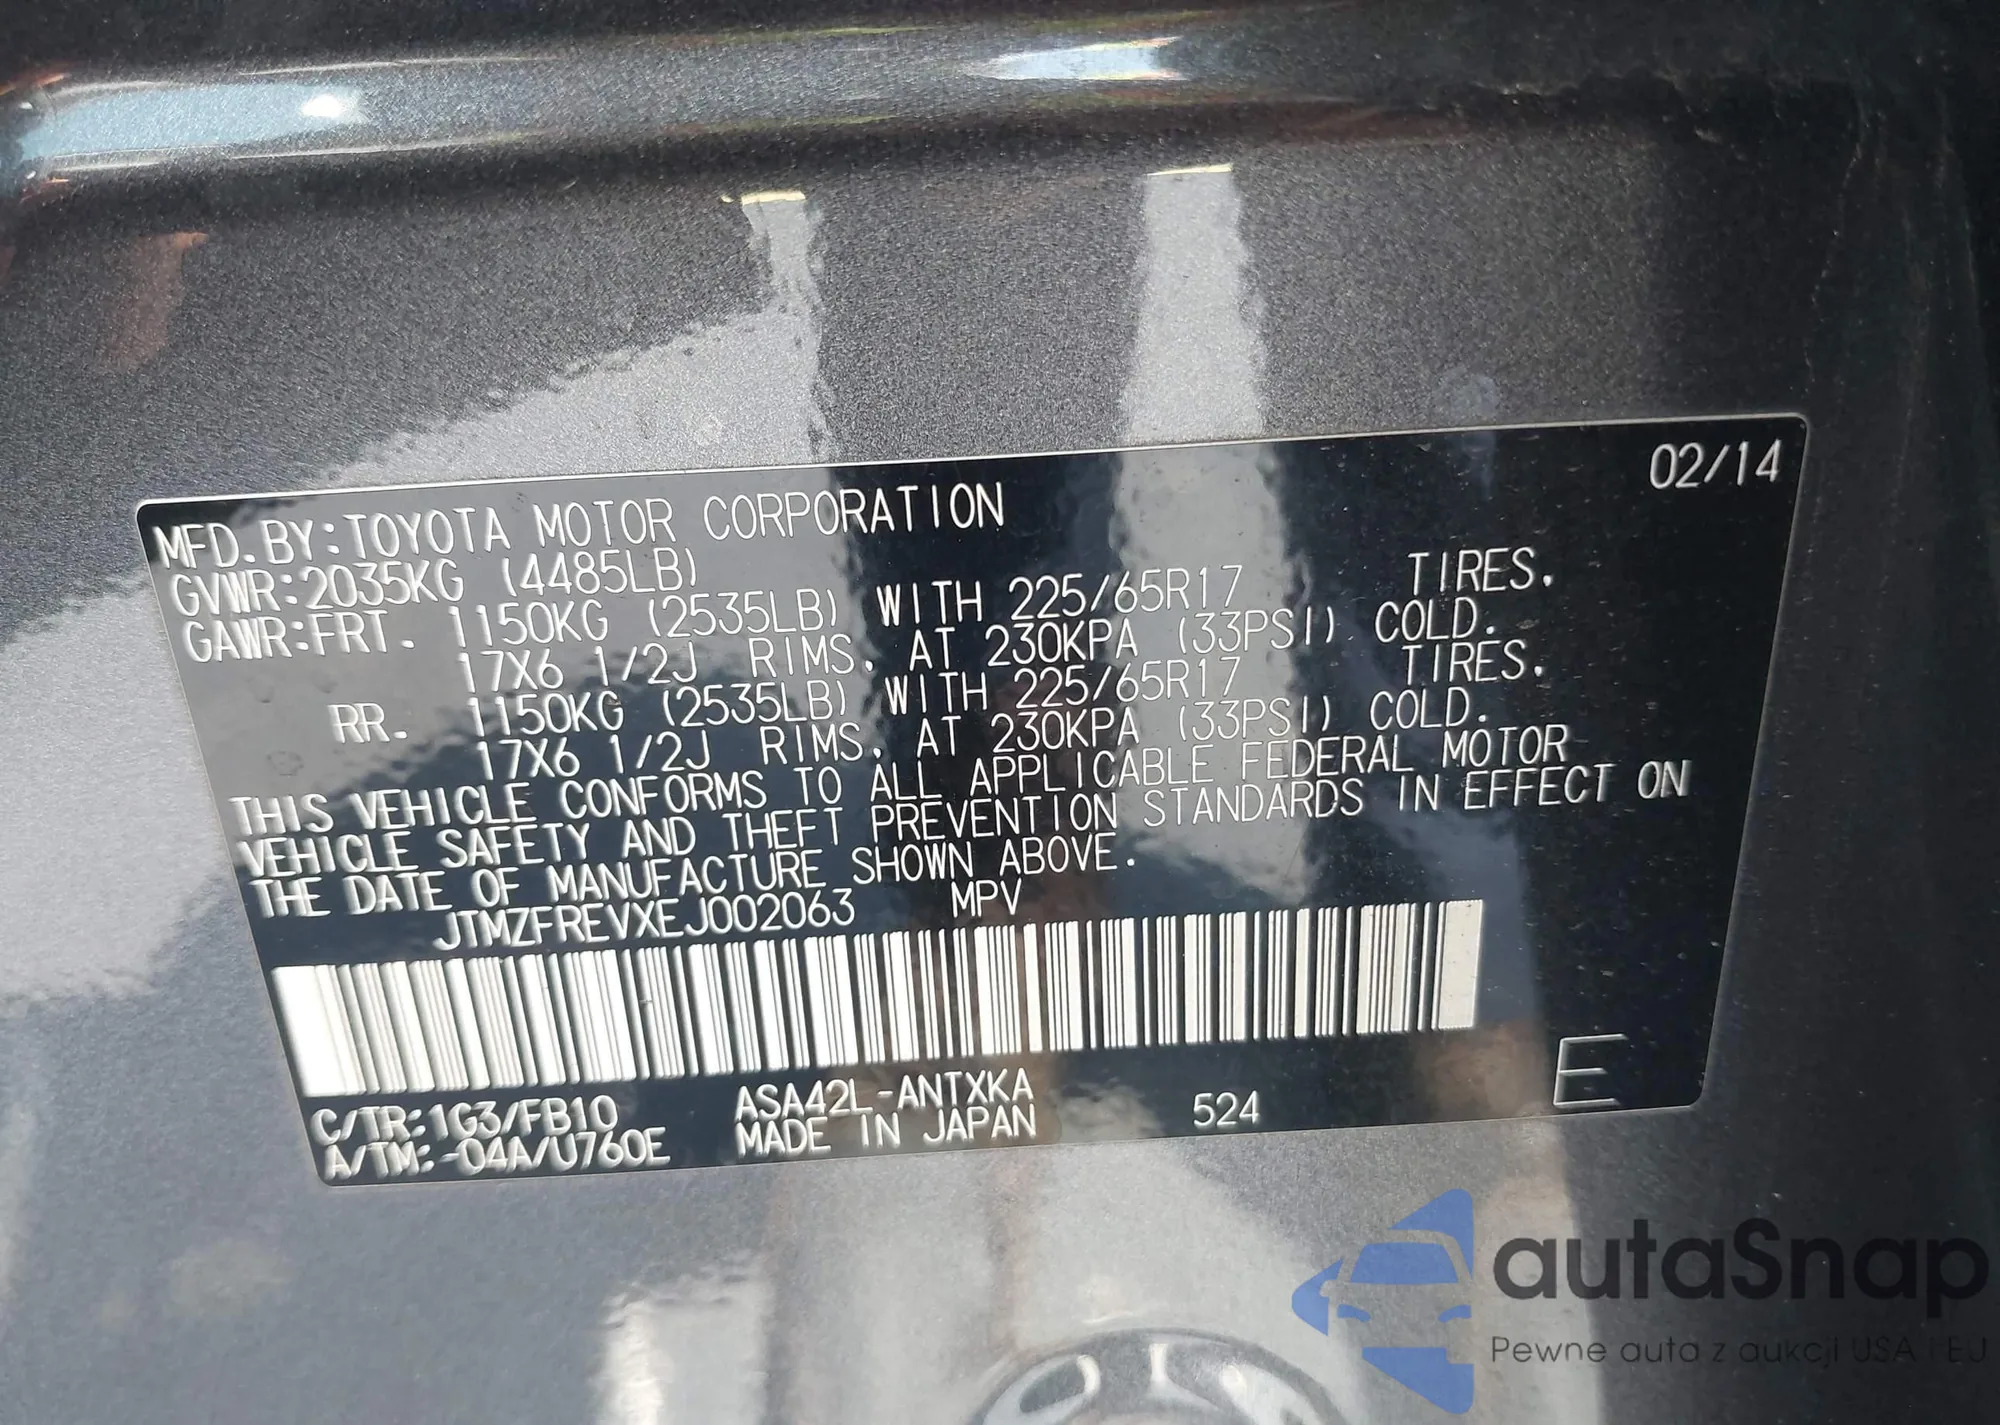 02/14
MFD.BY:TOYOTA MOTOR CORPORATION
GVWR:2035KG (4485LB)
GAWR:FRT. 1150KG (2535LB) WITH 225/65R17 TIRES.
17X6 1/2J RIMS, AT 230KPA (33PSI) COLD.
RR. 1150KG (2535LB) WITH 225/65R17 TIRES.
17X6 1/2J RIMS, AT 230KPA (33PSI) COLD.
THIS VEHICLE CONFORMS TO ALL APPLICABLE FEDERAL MOTOR
VEHICLE SAFETY AND THEFT PREVENTION STANDARDS IN EFFECT ON
THE DATE OF MANUFACTURE SHOWN ABOVE.
JTMZFREVXEJ002063 MPV
C/TR:1G3/FB10 ASA42L-ANTXKA 524 E
A/TM:-04A/U760E MADE IN JAPAN
autaSnap
Pewne auta z aukcji USA i EU